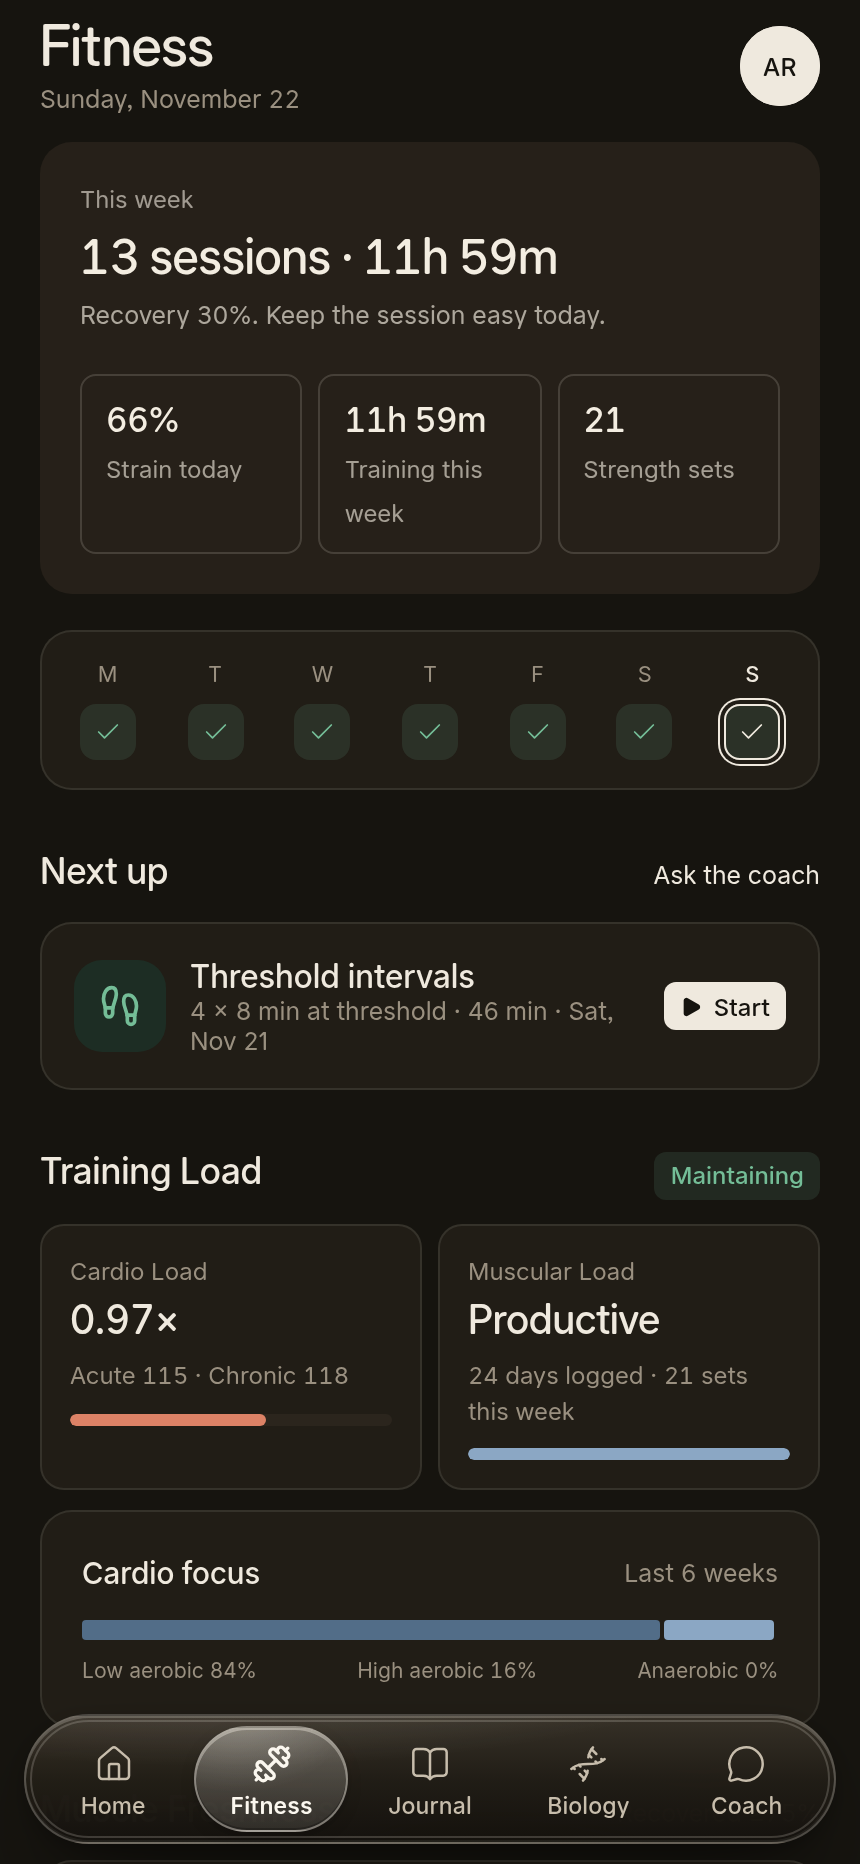 Fitness
Sunday, November 22
AR
This week
13 sessions · 11h 59m
Recovery 30%. Keep the session easy today.
66%
Strain today
11h 59m
Training this
week
21
Strength sets
M T W T F S S
Next up
Ask the coach
Threshold intervals
4 × 8 min at threshold · 46 min · Sat,
Nov 21
Start
Training Load
Maintaining
Cardio Load
0.97×
Acute 115 · Chronic 118
Muscular Load
Productive
24 days logged · 21 sets
this week
Cardio focus
Last 6 weeks
Low aerobic 84%
High aerobic 16%
Anaerobic 0%
Home
Fitness
Journal
Biology
Coach